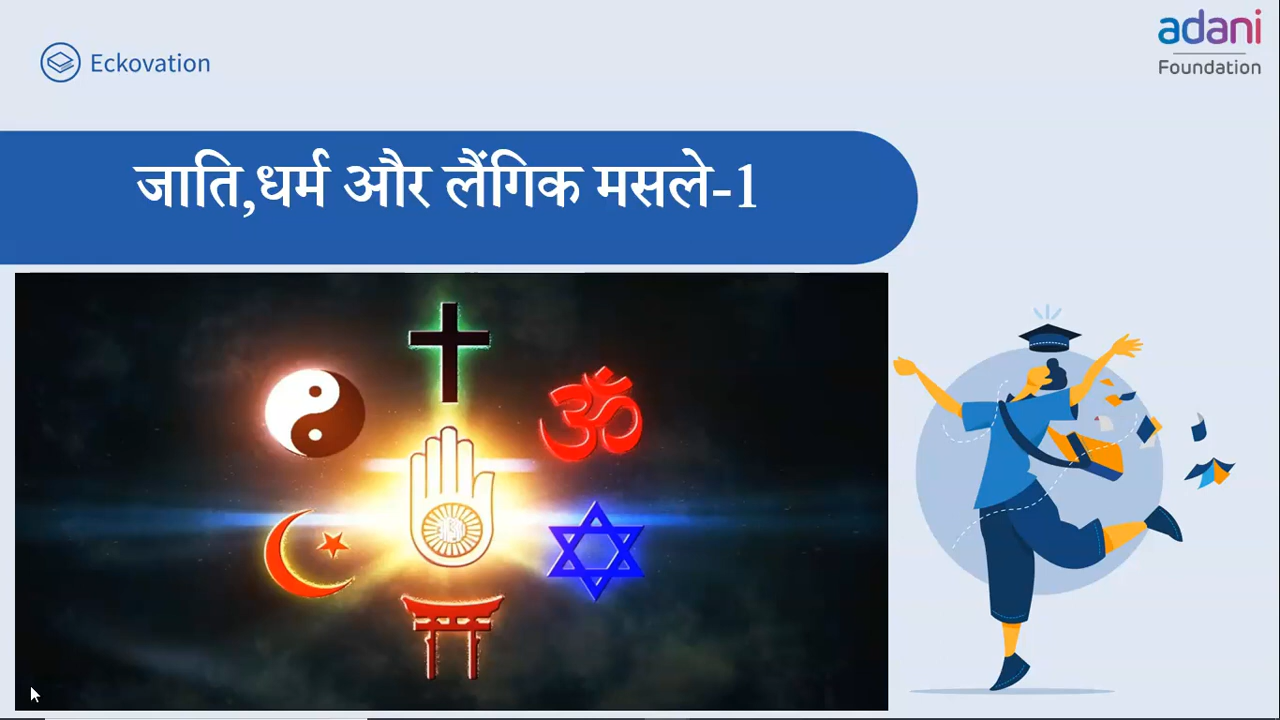 adani
Foundation
Eckovation
जाति,धर्म और लैंगिक मसले-1